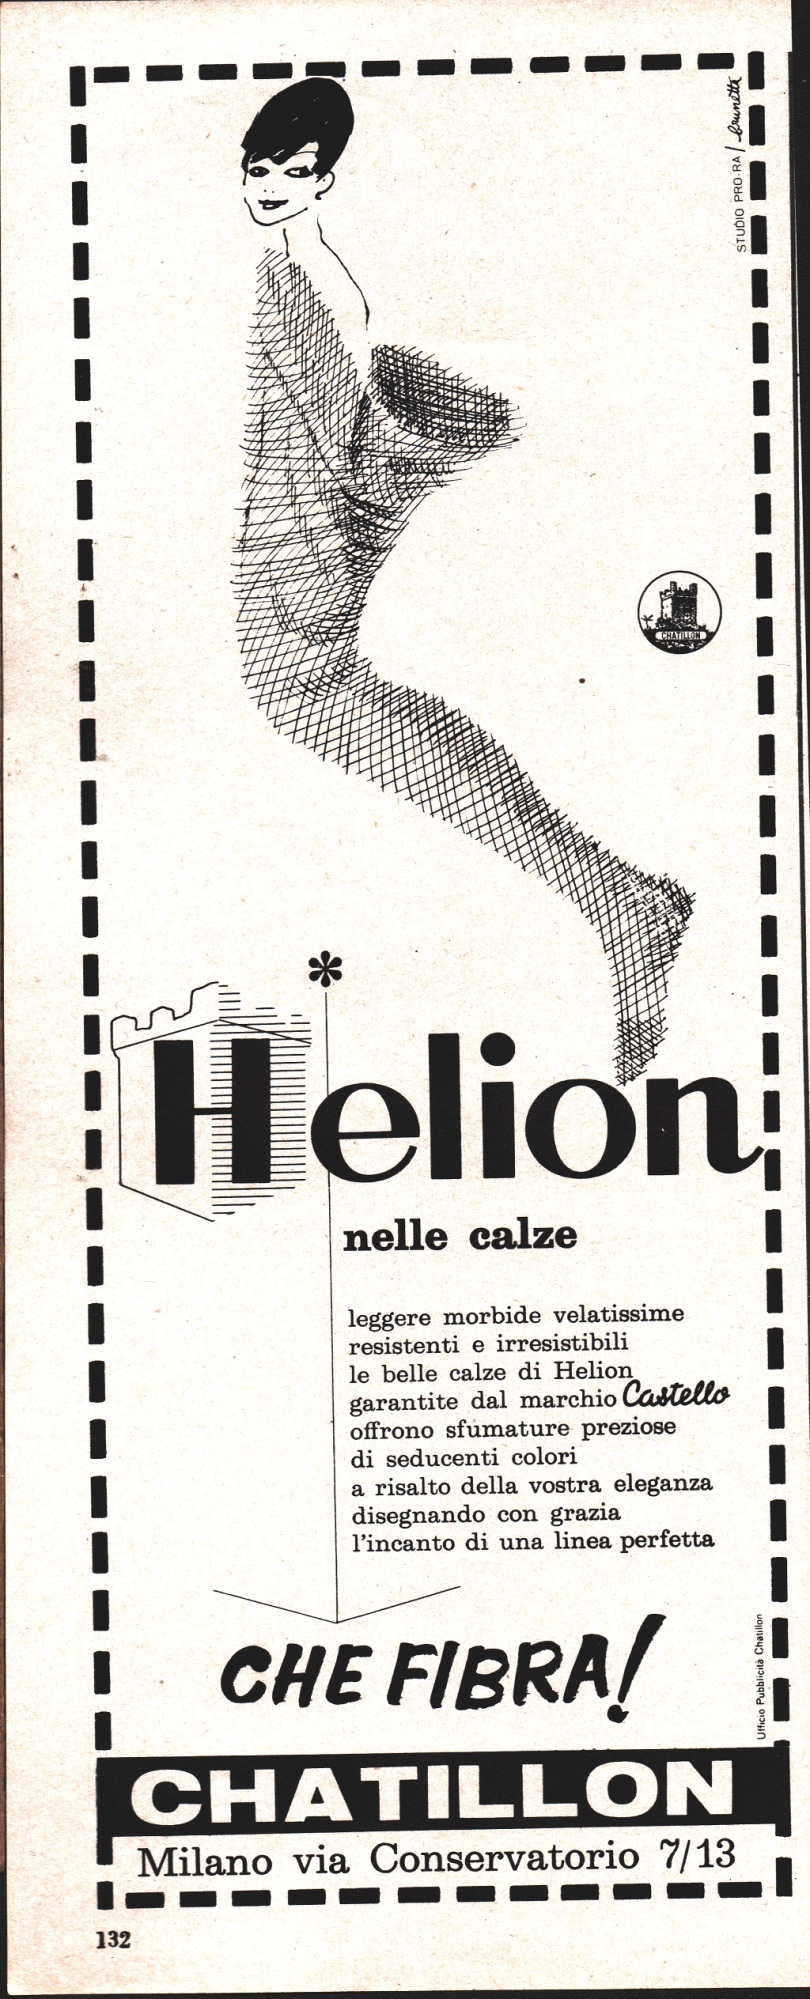 STUDIO PRO-RA / brunetta
CHATILLON
*
Helion
nelle calze
leggere morbide velatissime
resistenti e irresistibili
le belle calze di Helion
garantite dal marchio Castello
offrono sfumature preziose
di seducenti colori
a risalto della vostra eleganza
disegnando con grazia
l'incanto di una linea perfetta
CHE FIBRA!
Ufficio Pubblicità Chatillon
CHATILLON
Milano via Conservatorio 7/13
132